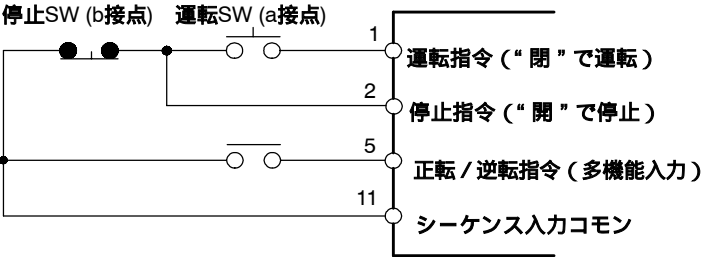 停止SW (b接点) 運転SW (a接点)
1 運転指令 (“ 閉 ” で運転 )
2 停止指令 (“ 開 ” で停止 )
5 正転 / 逆転指令 ( 多機能入力 )
11 シーケンス入力コモン